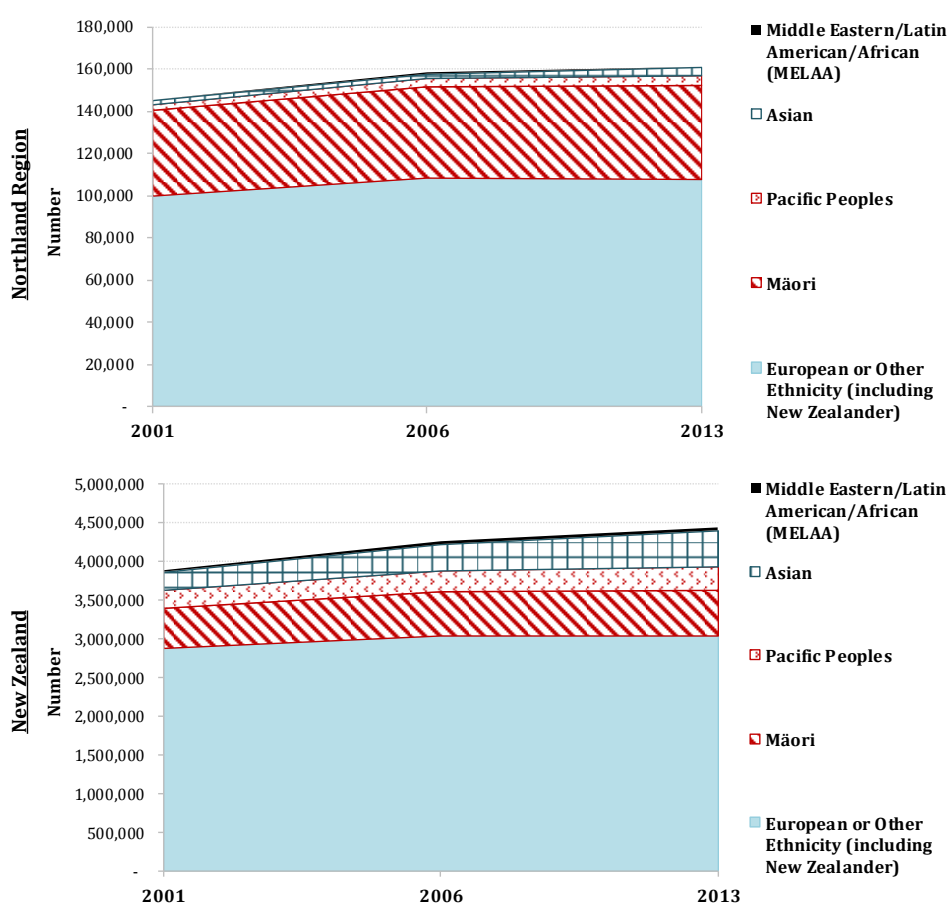 180,000
160,000
140,000
120,000
100,000
80,000
60,000
40,000
20,000
-
Northland Region
Number
2001
2006
2013
Middle Eastern/Latin
American/African
(MELAA)
Asian
Pacific Peoples
Mäori
European or Other
Ethnicity (including
New Zealander)
5,000,000
4,500,000
4,000,000
3,500,000
3,000,000
2,500,000
2,000,000
1,500,000
1,000,000
500,000
-
New Zealand
Number
2001
2006
2013
Middle Eastern/Latin
American/African
(MELAA)
Asian
Pacific Peoples
Mäori
European or Other
Ethnicity (including
New Zealander)